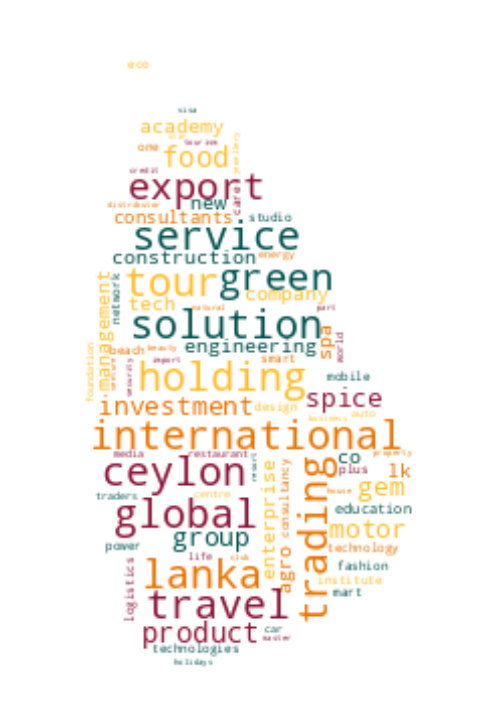 eco
visa
academy
tourism
one
food
jewellery
credit
export
care
distributor
new
consultants
studio
service
construction
energy
tour
green
management
network
tech
company
natural
part
solution
spa
world
engineering
foundation
beach
beauty
import
smart
security
holding
mobile
investment
design
spice
business
auto
international
media
restaurant
property
ceylon
resort
co
plus
lk
enterprise
consultancy
trading
house
gem
traders
centre
global
education
group
motor
power
technology
life
club
agro
lanka
fashion
institute
logistics
mart
travel
product
car
master
technologies
holidays